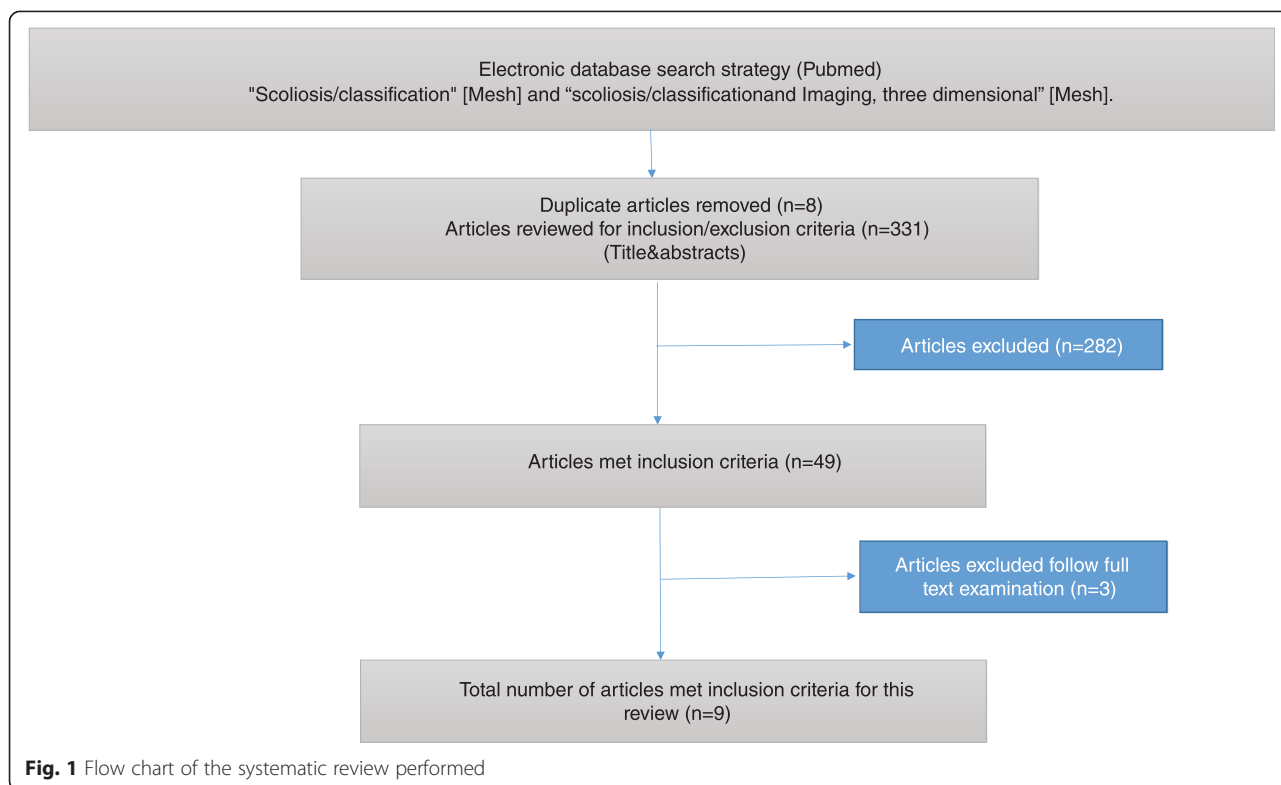 Electronic database search strategy (Pubmed)
"Scoliosis/classification" [Mesh] and “scoliosis/classificationand Imaging, three dimensional” [Mesh].
Duplicate articles removed (n=8)
Articles reviewed for inclusion/exclusion criteria (n=331)
(Title&abstracts)
Articles excluded (n=282)
Articles met inclusion criteria (n=49)
Articles excluded follow full
text examination (n=3)
Total number of articles met inclusion criteria for this
review (n=9)
Fig. 1 Flow chart of the systematic review performed